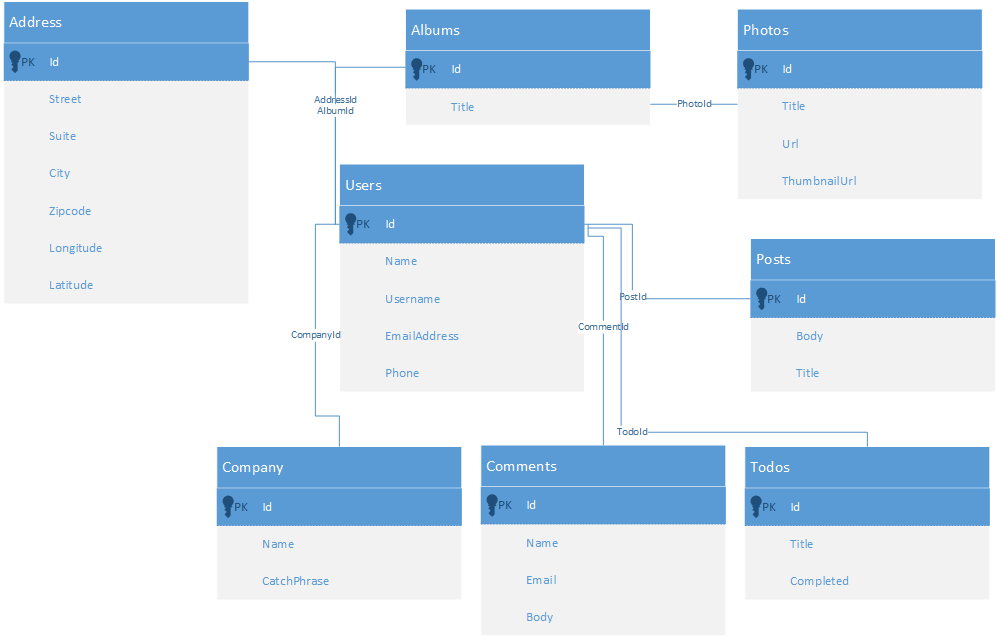 Address
PK Id
Street
Suite
City
Zipcode
Longitude
Latitude
Albums
PK Id
Title
Photos
PK Id
Title
Url
ThumbnailUrl
AddressId
AlbumId
PhotoId
Users
PK Id
Name
Username
EmailAddress
Phone
Posts
PK Id
Body
Title
PostId
CommentId
CompanyId
TodoId
Company
PK Id
Name
CatchPhrase
Comments
PK Id
Name
Email
Body
Todos
PK Id
Title
Completed